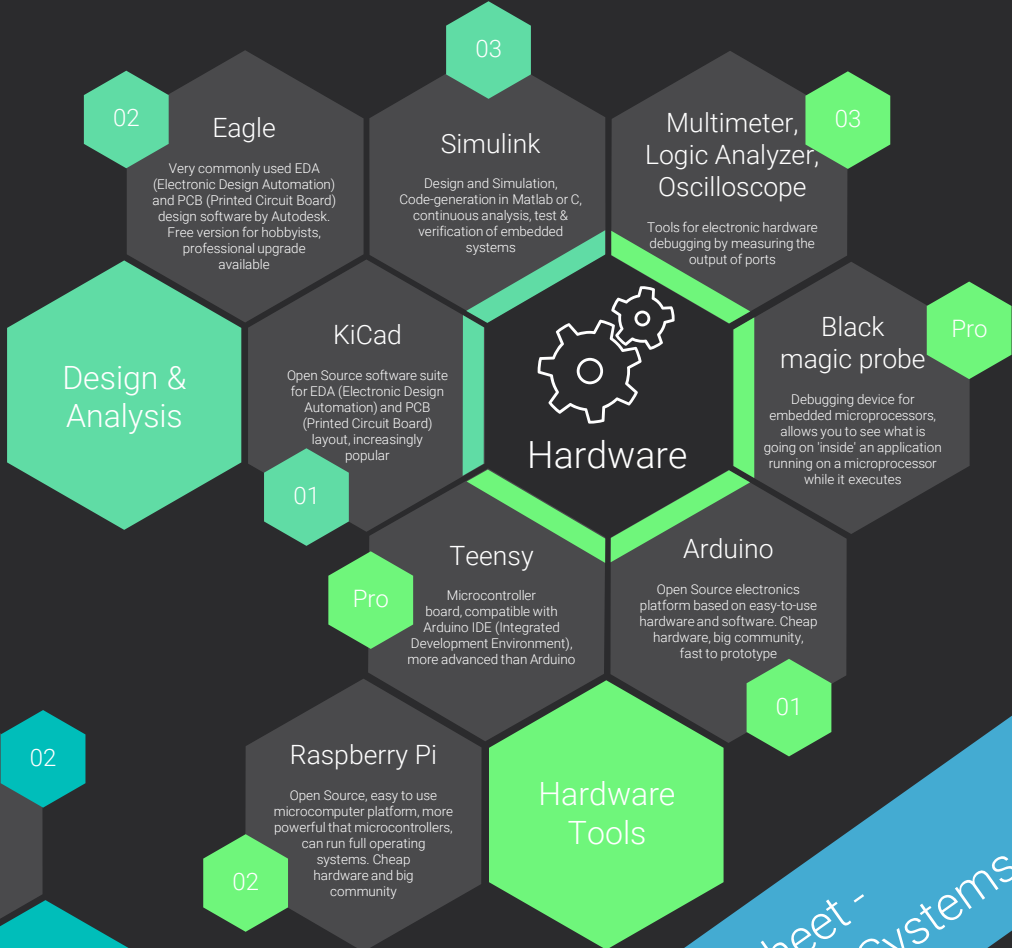 03
02
Eagle
Very commonly used EDA
(Electronic Design Automation)
and PCB (Printed Circuit Board)
design software by Autodesk.
Free version for hobbyists,
professional upgrade
available
Simulink
Design and Simulation,
Code-generation in Matlab or C,
continuous analysis, test &
verification of embedded
systems
03
Multimeter,
Logic Analyzer,
Oscilloscope
Tools for electronic hardware
debugging by measuring the
output of ports
Design &
Analysis
KiCad
Open Source software suite
for EDA (Electronic Design
Automation) and PCB
(Printed Circuit Board)
layout, increasingly
popular
01
Hardware
Pro
Black
magic probe
Debugging device for
embedded microprocessors,
allows you to see what is
going on 'inside' an application
running on a microprocessor
while it executes
Pro
Teensy
Microcontroller
board, compatible with
Arduino IDE (Integrated
Development Environment),
more advanced than Arduino
Arduino
Open Source electronics
platform based on easy-to-use
hardware and software. Cheap
hardware, big community,
fast to prototype
01
02
Raspberry Pi
Open Source, easy to use
microcomputer platform, more
powerful that microcontrollers,
can run full operating
systems. Cheap
hardware and big
community
02
Hardware
Tools
heet -
Systems